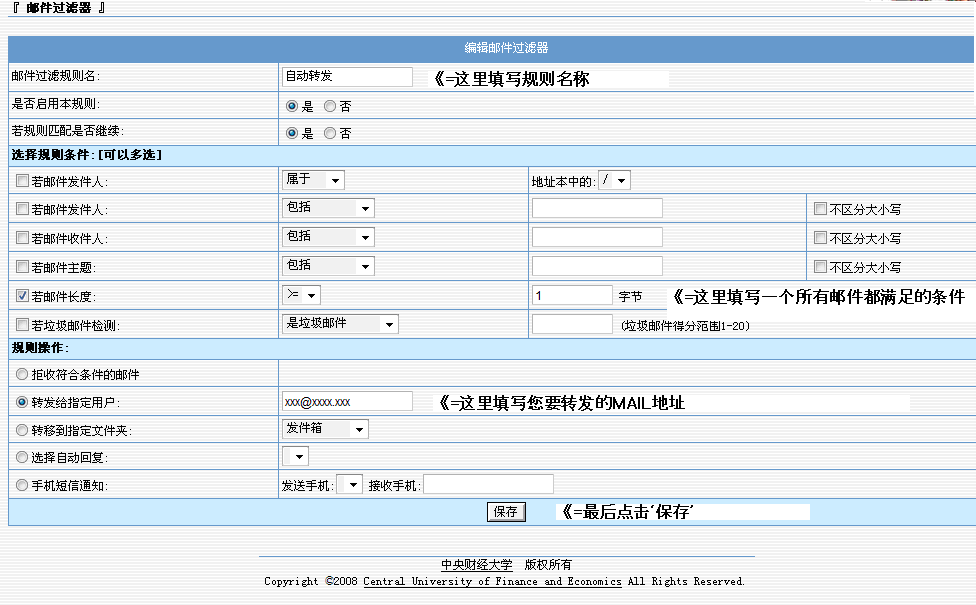 『 邮件过滤器 』
编辑邮件过滤器
邮件过滤规则名: 自动转发 《=这里填写规则名称
是否启用本规则: 是 否
若规则匹配是否继续: 是 否
选择规则条件: [可以多选]
若邮件发件人: 属于 地址本中的: /
若邮件发件人: 包括 不区分大小写
若邮件收件人: 包括 不区分大小写
若邮件主题: 包括 不区分大小写
若邮件长度: >= 1 字节 《=这里填写一个所有邮件都满足的条件
若垃圾邮件检测: 是垃圾邮件 (垃圾邮件得分范围1-20)
规则操作:
拒收符合条件的邮件
转发给指定用户: xxx@xxxx.xxx 《=这里填写您要转发的MAIL地址
转移到指定文件夹: 发件箱
选择自动回复:
手机短信通知: 发送手机: 接收手机:
保存 《=最后点击‘保存’
中央财经大学 版权所有
Copyright ©2008 Central University of Finance and Economics All Rights Reserved.